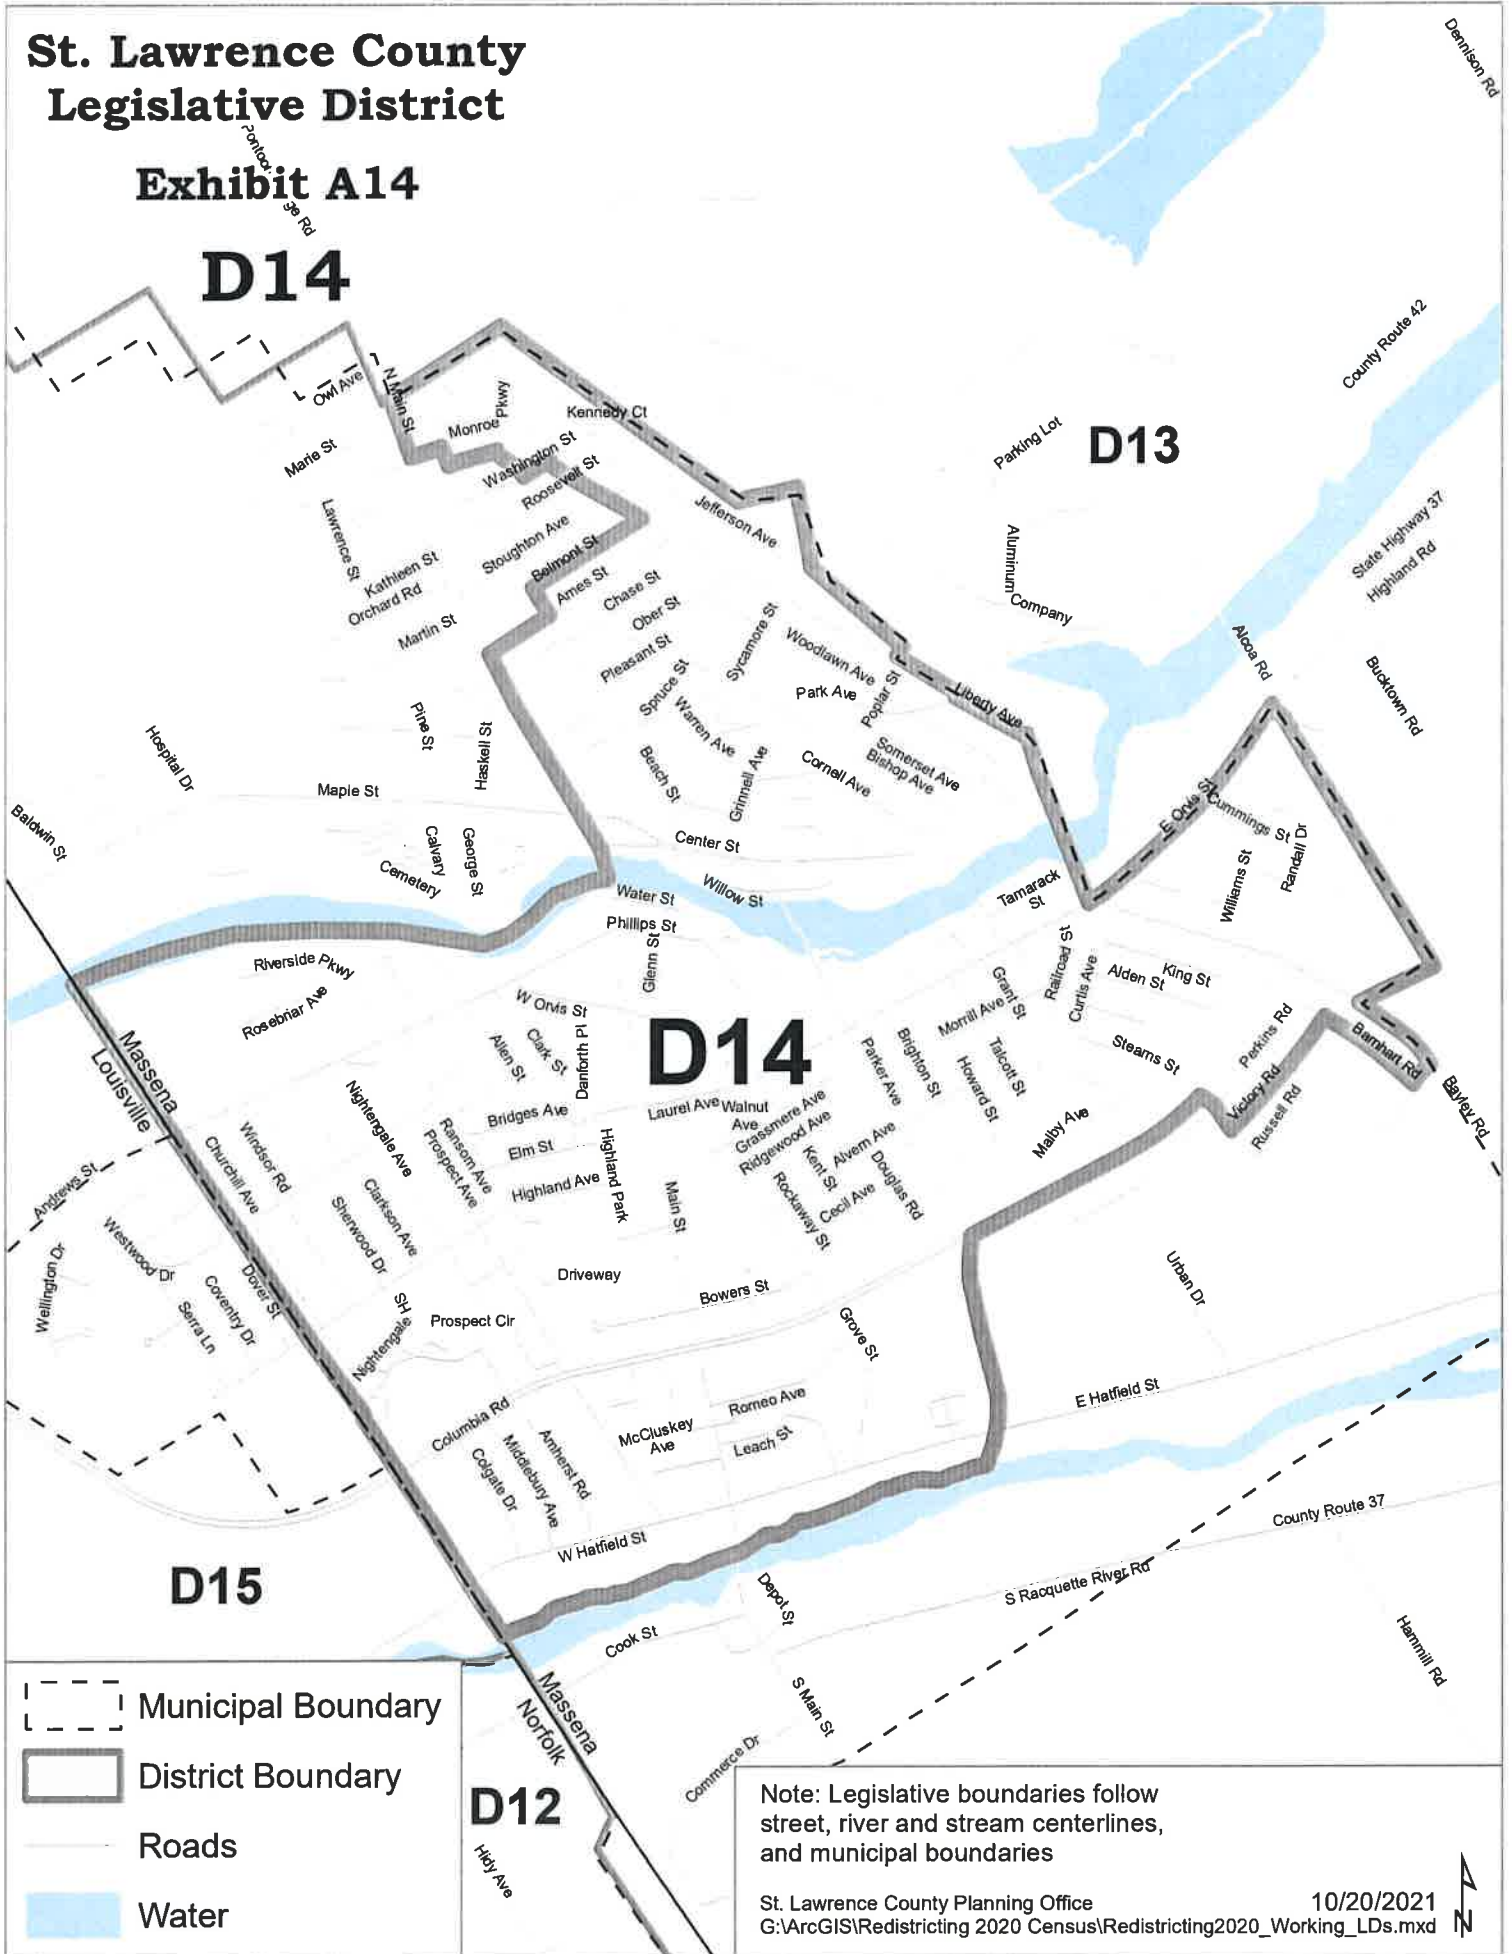 St. Lawrence County
Legislative District
Exhibit A14
D14
Dennison Rd
County Route 42
Owl Ave
N Main St
Monroe Pkwy
Kennedy Ct
Marie St
Washington St
Roosevelt St
Parking Lot
D13
Lawrence St
Jefferson Ave
State Highway 37
Highland Rd
Stoughton Ave
Belmont St
Kathleen St
Orchard Rd
Ames St
Chase St
Ober St
Aluminum Company
Martin St
Pleasant St
Sycamore St
Woodlawn Ave
Alcoa Rd
Bucktown Rd
Spruce St
Park Ave
Poplar St
Liberty Ave
Pine St
Haskell St
Warren Ave
Hospital Dr
Beach St
Grinnell Ave
Cornell Ave
Somerset Ave
Bishop Ave
Maple St
Baldwin St
E Orvis St
Cummings St
Calvary
Cemetery
George St
Center St
Randall Dr
Williams St
Water St
Willow St
Tamarack
St
Phillips St
Glenn St
Riverside Pkwy
Rosebriar Ave
Railroad St
Curtis Ave
Alden St
King St
W Orvis St
Grant St
Morrill Ave
Allen St
Clark St
Danforth Pl
D14
Massena
Louisville
Parker Ave
Brighton St
Howard St
Talcott St
Stearns St
Perkins Rd
Victory Rd
Russell Rd
Barnhart Rd
Bayley Rd
Nightengale Ave
Bridges Ave
Laurel Ave
Walnut
Ave
Grassmere Ave
Ridgewood Ave
Malby Ave
Windsor Rd
Churchill Ave
Ransom Ave
Prospect Ave
Elm St
Highland Ave
Highland Park
Kent St
Alvern Ave
Douglas Rd
Andrews St
Clarkson Ave
Sherwood Dr
Main St
Rockaway St
Cecil Ave
Wellington Dr
Westwood Dr
Coventry Dr
Dover St
Serra Ln
Driveway
Bowers St
Urban Dr
SH
Nightengale
Prospect Cir
Grove St
Columbia Rd
McCluskey
Ave
Romeo Ave
E Hatfield St
Leach St
Colgate Dr
Middlebury Ave
Amherst Rd
W Hatfield St
County Route 37
D15
Depot St
S Racquette River Rd
Cook St
Hammill Rd
S Main St
Massena
Norfolk
Commerce Dr
D12
Hidy Ave
Municipal Boundary
District Boundary
Roads
Water
Note: Legislative boundaries follow
street, river and stream centerlines,
and municipal boundaries
St. Lawrence County Planning Office 10/20/2021
G:\ArcGIS\Redistricting 2020 Census\Redistricting2020_Working_LDs.mxd
N